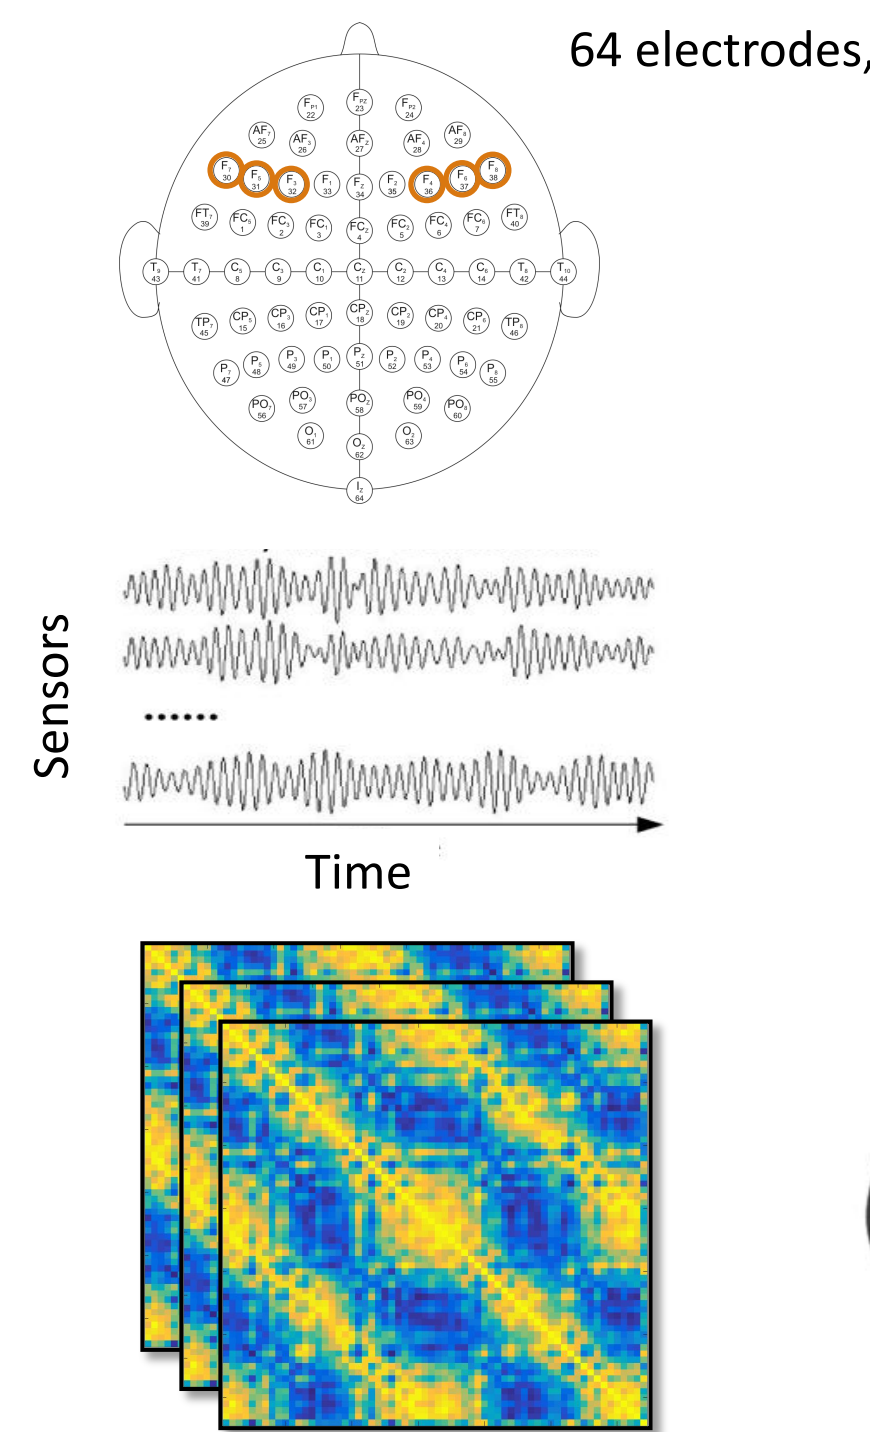 64 electrodes,
FP1 22
FPZ 23
FP2 24
AF7 25
AF3 26
AFZ 27
AF4 28
AF8 29
F7 30
F5 31
F3 32
F1 33
FZ 34
F2 35
F4 36
F6 37
F8 38
FT7 39
FC5 1
FC3 2
FC1 3
FCZ 4
FC2 5
FC4 6
FC6 7
FT8 40
T9 43
T7 41
C5 8
C3 9
C1 10
CZ 11
C2 12
C4 13
C6 14
T8 42
T10 44
TP7 45
CP5 15
CP3 16
CP1 17
CPZ 18
CP2 19
CP4 20
CP6 21
TP8 46
P7 47
P5 48
P3 49
P1 50
PZ 51
P2 52
P4 53
P6 54
P8 55
PO7 56
PO3 57
POZ 58
PO4 59
PO8 60
O1 61
OZ 62
O2 63
IZ 64
Sensors
......
Time